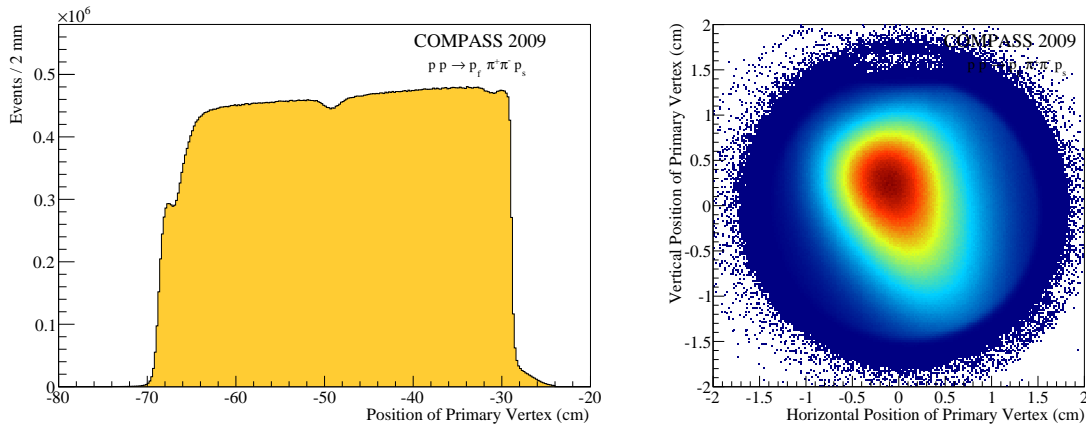 ×10⁶
COMPASS 2009
p p → p_f π⁺π⁻ p_s
Events / 2 mm
0.5
0.4
0.3
0.2
0.1
0
-80 -70 -60 -50 -40 -30 -20
Position of Primary Vertex (cm)
COMPASS 2009
p p → p_f π⁺π⁻ p_s
Vertical Position of Primary Vertex (cm)
2
1.5
1
0.5
0
-0.5
-1
-1.5
-2
-2 -1.5 -1 -0.5 0 0.5 1 1.5 2
Horizontal Position of Primary Vertex (cm)